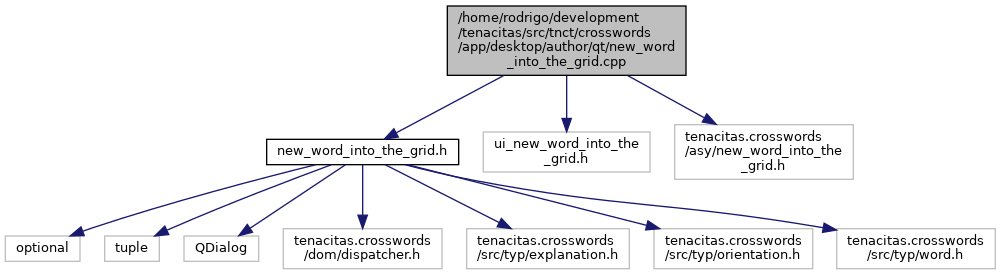 /home/rodrigo/development
/tenacitas/src/tnct/crosswords
/app/desktop/author/qt/new_word
_into_the_grid.cpp
new_word_into_the_grid.h
ui_new_word_into_the
_grid.h
tenacitas.crosswords
/asy/new_word_into_the
_grid.h
optional
tuple
QDialog
tenacitas.crosswords
/dom/dispatcher.h
tenacitas.crosswords
/src/typ/explanation.h
tenacitas.crosswords
/src/typ/orientation.h
tenacitas.crosswords
/src/typ/word.h